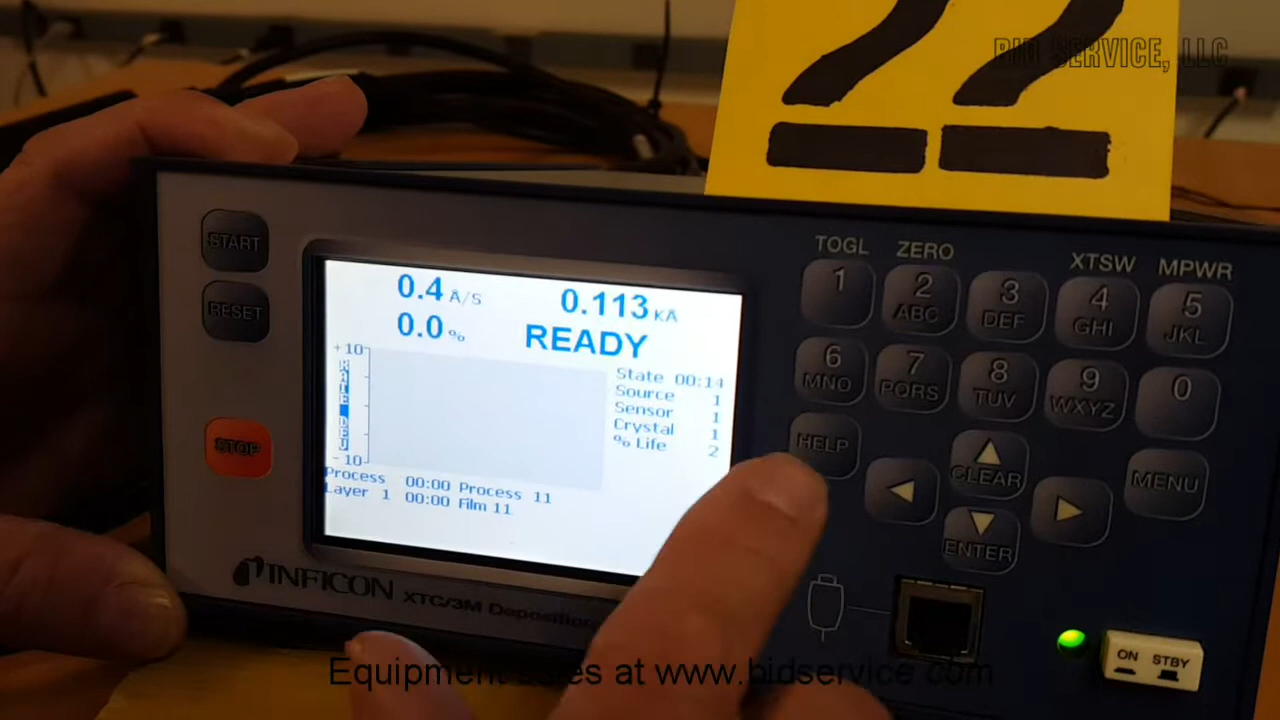 BID SERVICE, LLC
22
START
RESET
STOP
0.4 Å/S
0.113 KÅ
0.0 %
READY
+10
RATE DEV
-10
State 00:14
Source 1
Sensor 1
Crystal 1
% Life 2
Process 00:00 Process 11
Layer 1 00:00 Film 11
INFICON XTC/3M Deposition
TOGL
ZERO
XTSW
MPWR
1
2
ABC
3
DEF
4
GHI
5
JKL
6
MNO
7
PQRS
8
TUV
9
WXYZ
0
HELP
CLEAR
MENU
ENTER
ON
STBY
Equipment sales at www.bidservice.com